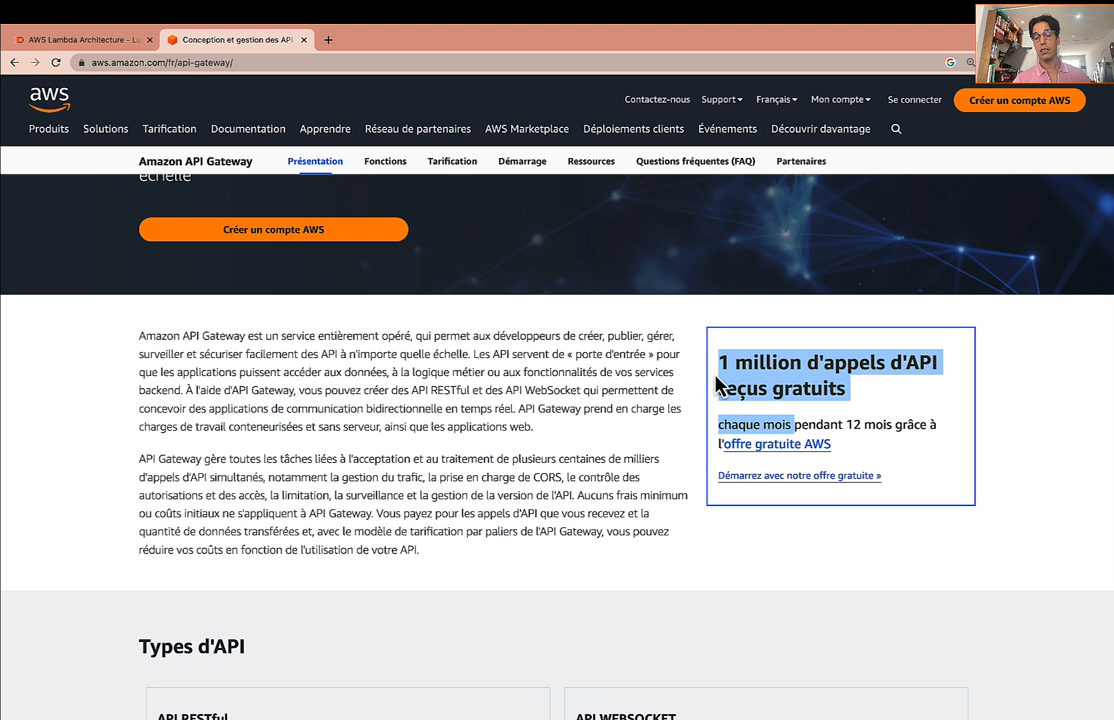 AWS Lambda Architecture - Lu
Conception et gestion des API
aws.amazon.com/fr/api-gateway/
aws
Contactez-nous Support Français Mon compte Se connecter Créer un compte AWS
Produits Solutions Tarification Documentation Apprendre Réseau de partenaires AWS Marketplace Déploiements clients Événements Découvrir davantage
Amazon API Gateway Présentation Fonctions Tarification Démarrage Ressources Questions fréquentes (FAQ) Partenaires
échelle
Créer un compte AWS
Amazon API Gateway est un service entièrement opéré, qui permet aux développeurs de créer, publier, gérer,
surveiller et sécuriser facilement des API à n'importe quelle échelle. Les API servent de « porte d'entrée » pour
que les applications puissent accéder aux données, à la logique métier ou aux fonctionnalités de vos services
backend. À l'aide d'API Gateway, vous pouvez créer des API RESTful et des API WebSocket qui permettent de
concevoir des applications de communication bidirectionnelle en temps réel. API Gateway prend en charge les
charges de travail conteneurisées et sans serveur, ainsi que les applications web.
API Gateway gère toutes les tâches liées à l'acceptation et au traitement de plusieurs centaines de milliers
d'appels d'API simultanés, notamment la gestion du trafic, la prise en charge de CORS, le contrôle des
autorisations et des accès, la limitation, la surveillance et la gestion de la version de l'API. Aucuns frais minimum
ou coûts initiaux ne s'appliquent à API Gateway. Vous payez pour les appels d'API que vous recevez et la
quantité de données transférées et, avec le modèle de tarification par paliers de l'API Gateway, vous pouvez
réduire vos coûts en fonction de l'utilisation de votre API.
1 million d'appels d'API
reçus gratuits
chaque mois pendant 12 mois grâce à
l'offre gratuite AWS
Démarrez avec notre offre gratuite »
Types d'API
API RESTful
API WEBSOCKET